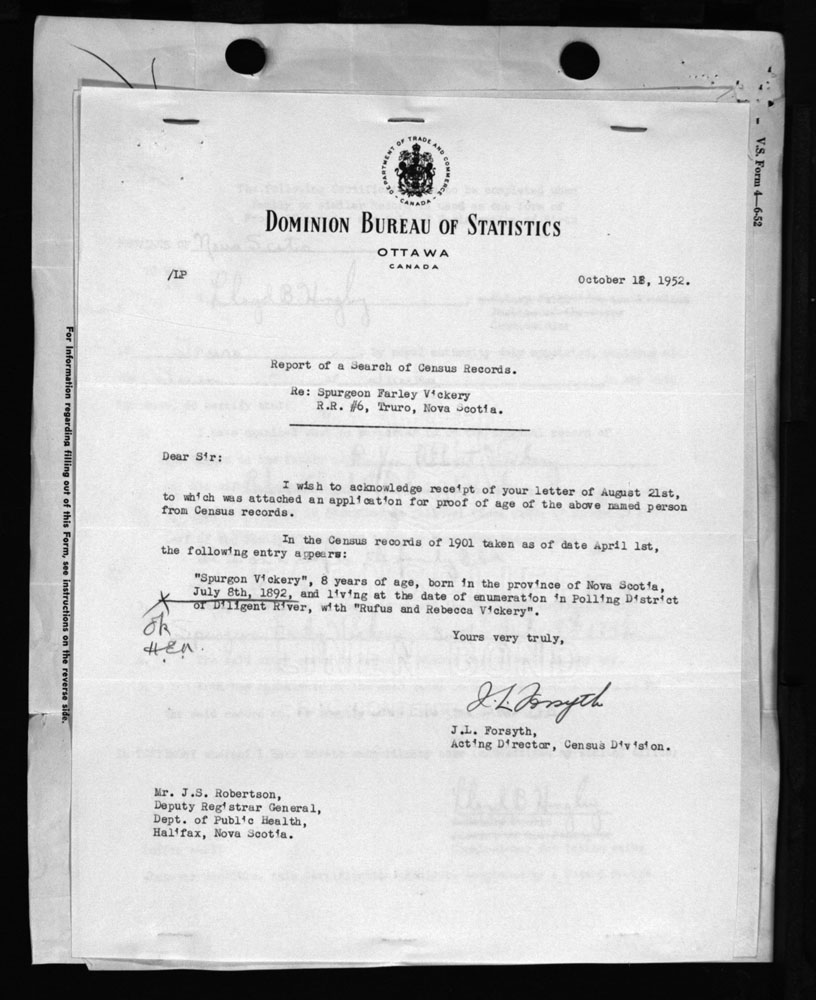 V.S. Form 4—6-52
DEPARTMENT OF TRADE AND COMMERCE
CANADA
DOMINION BUREAU OF STATISTICS
OTTAWA
CANADA
/LP
October 18, 1952.
Report of a Search of Census Records.
Re: Spurgeon Farley Vickery
R.R. #6, Truro, Nova Scotia.
Dear Sir:
I wish to acknowledge receipt of your letter of August 21st,
to which was attached an application for proof of age of the above named person
from Census records.
In the Census records of 1901 taken as of date April 1st,
the following entry appears:
"Spurgon Vickery", 8 years of age, born in the province of Nova Scotia,
July 8th, 1892, and living at the date of enumeration in Polling District
of Diligent River, with "Rufus and Rebecca Vickery".
X
ok
Yours very truly,
J.L. Forsyth
J.L. Forsyth,
Acting Director, Census Division.
Mr. J.S. Robertson,
Deputy Registrar General,
Dept. of Public Health,
Halifax, Nova Scotia.
For information regarding filling out of this Form, see instructions on the reverse side.